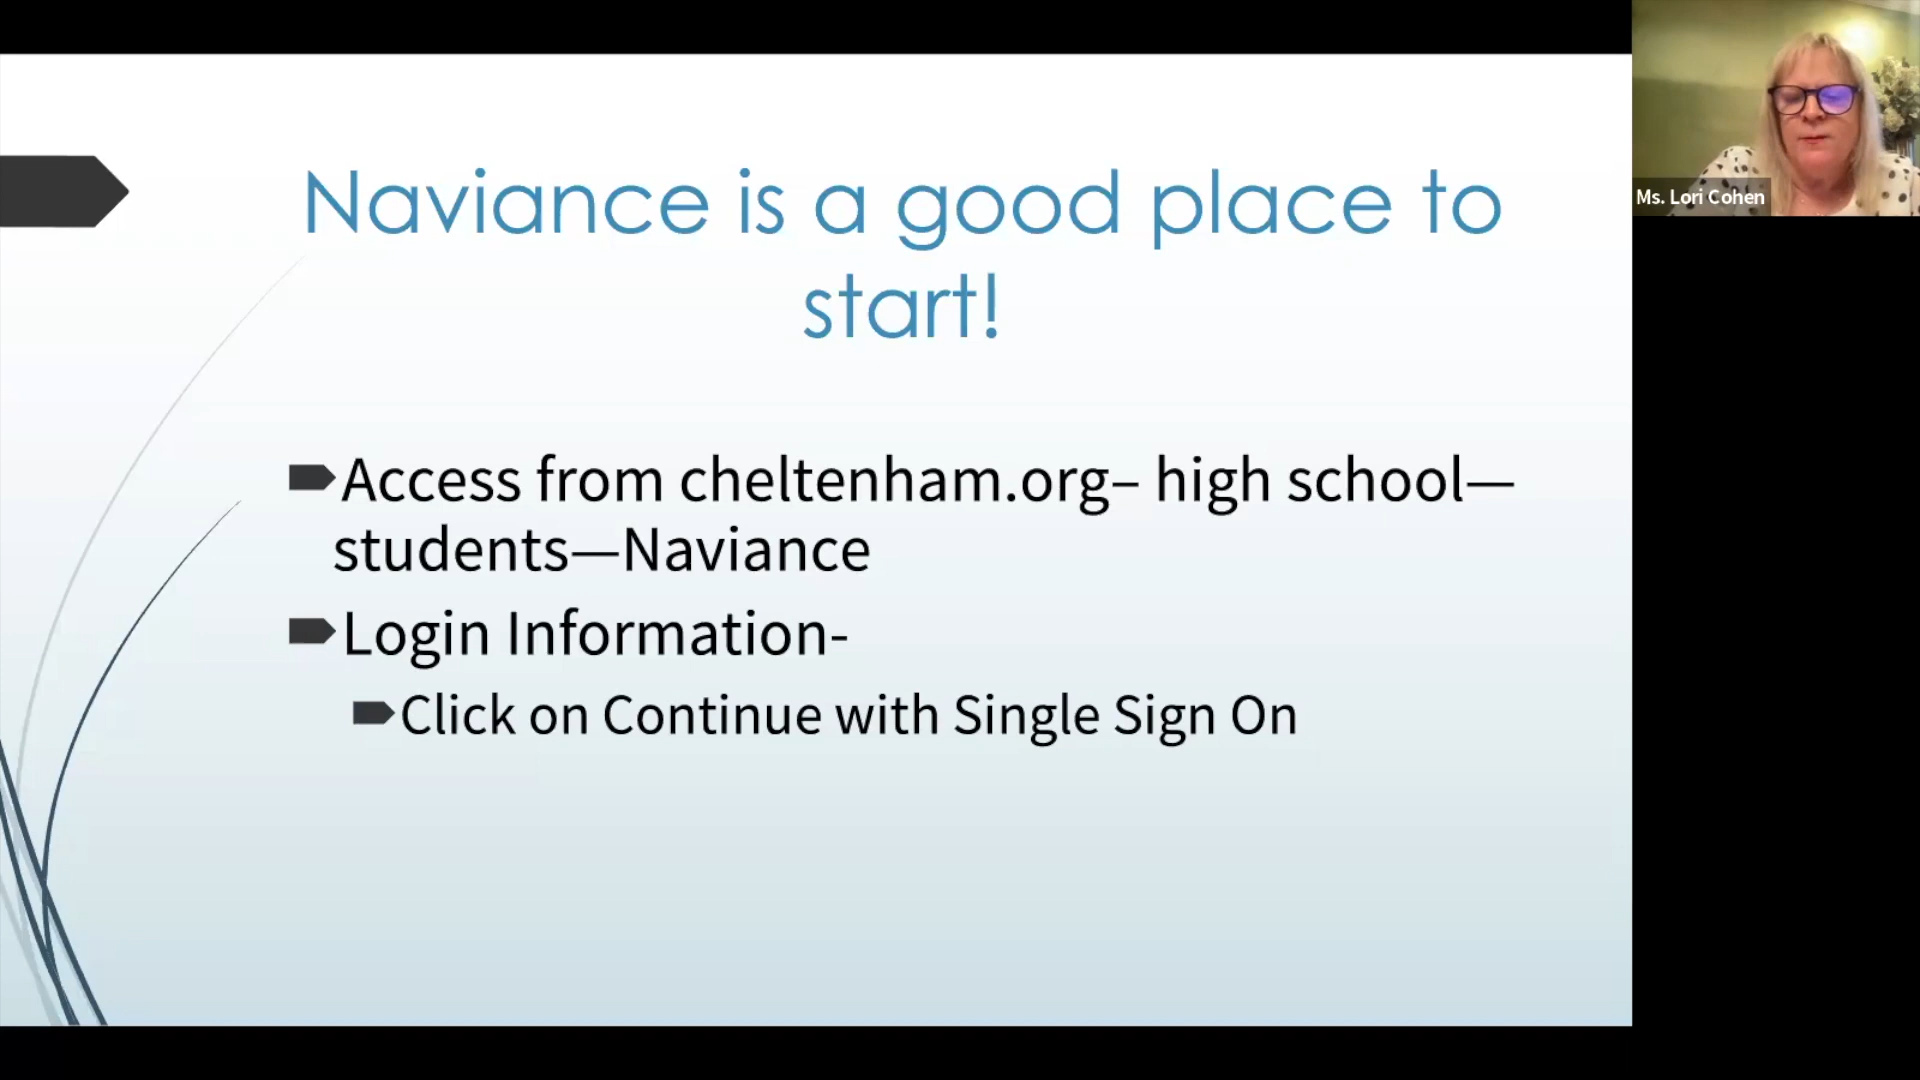 Naviance is a good place to
start!
Access from cheltenham.org– high school—
students—Naviance
Login Information-
Click on Continue with Single Sign On
Ms. Lori Cohen